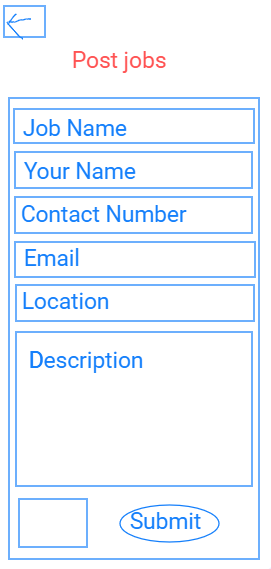 Post jobs
Job Name
Your Name
Contact Number
Email
Location
Description
Submit